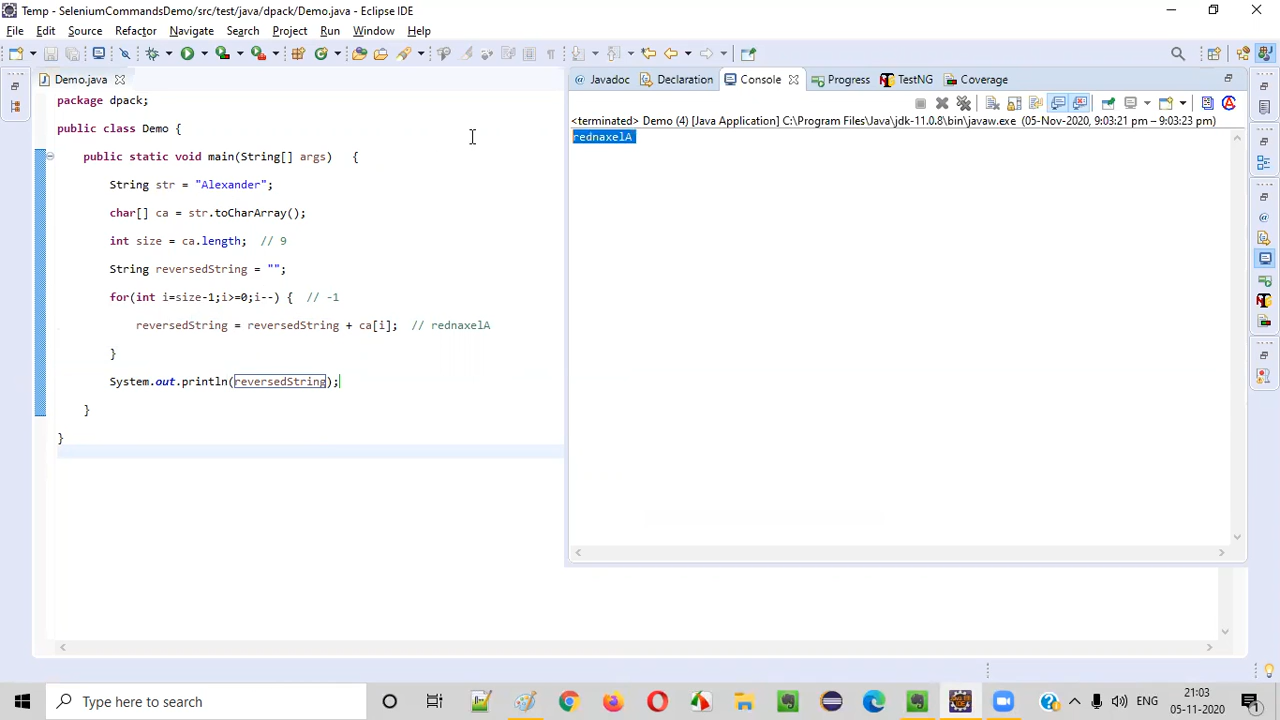 Temp - SeleniumCommandsDemo/src/test/java/dpack/Demo.java - Eclipse IDE
File Edit Source Refactor Navigate Search Project Run Window Help
Demo.java
Javadoc Declaration Console Progress TestNG Coverage
<terminated> Demo (4) [Java Application] C:\Program Files\Java\jdk-11.0.8\bin\javaw.exe (05-Nov-2020, 9:03:21 pm – 9:03:23 pm)
rednaxelA
package dpack;
public class Demo {
public static void main(String[] args) {
String str = "Alexander";
char[] ca = str.toCharArray();
int size = ca.length; // 9
String reversedString = "";
for(int i=size-1;i>=0;i--) { // -1
reversedString = reversedString + ca[i]; // rednaxelA
}
System.out.println(reversedString);
}
}
Type here to search
ENG
21:03
05-11-2020